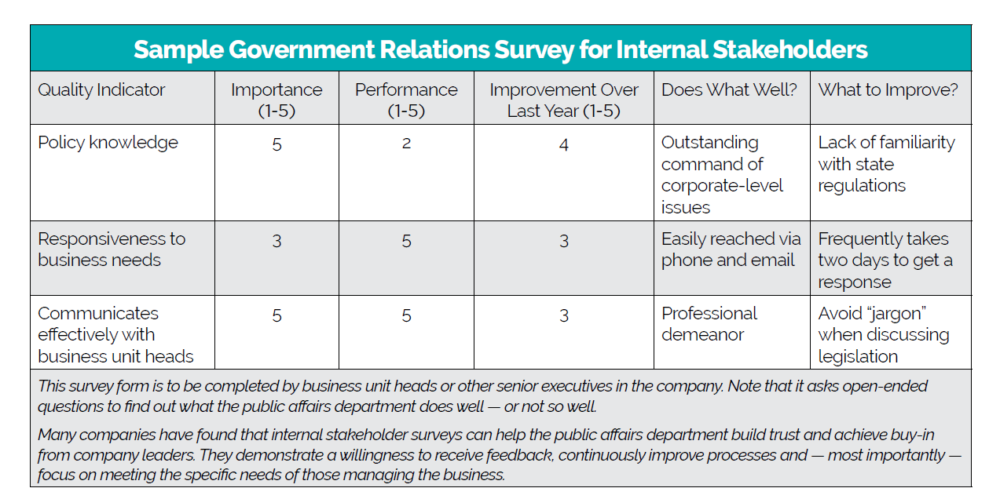 Sample Government Relations Survey for Internal Stakeholders
Quality Indicator
Importance
(1-5)
Performance
(1-5)
Improvement Over
Last Year (1-5)
Does What Well?
What to Improve?
Policy knowledge
5
2
4
Outstanding
command of
corporate-level
issues
Lack of familiarity
with state
regulations
Responsiveness to
business needs
3
5
3
Easily reached via
phone and email
Frequently takes
two days to get a
response
Communicates
effectively with
business unit heads
5
5
3
Professional
demeanor
Avoid “jargon”
when discussing
legislation
This survey form is to be completed by business unit heads or other senior executives in the company. Note that it asks open-ended
questions to find out what the public affairs department does well — or not so well.
Many companies have found that internal stakeholder surveys can help the public affairs department build trust and achieve buy-in
from company leaders. They demonstrate a willingness to receive feedback, continuously improve processes and — most importantly —
focus on meeting the specific needs of those managing the business.